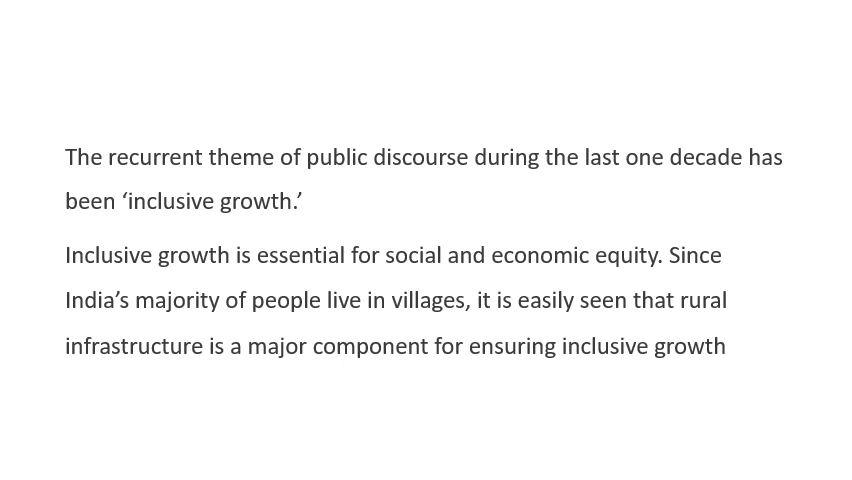 The recurrent theme of public discourse during the last one decade has
been ‘inclusive growth.’
Inclusive growth is essential for social and economic equity. Since
India’s majority of people live in villages, it is easily seen that rural
infrastructure is a major component for ensuring inclusive growth